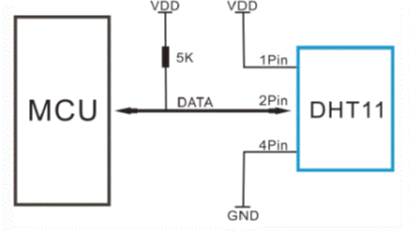 VDD VDD
5K
1Pin
MCU DATA 2Pin DHT11
4Pin
GND